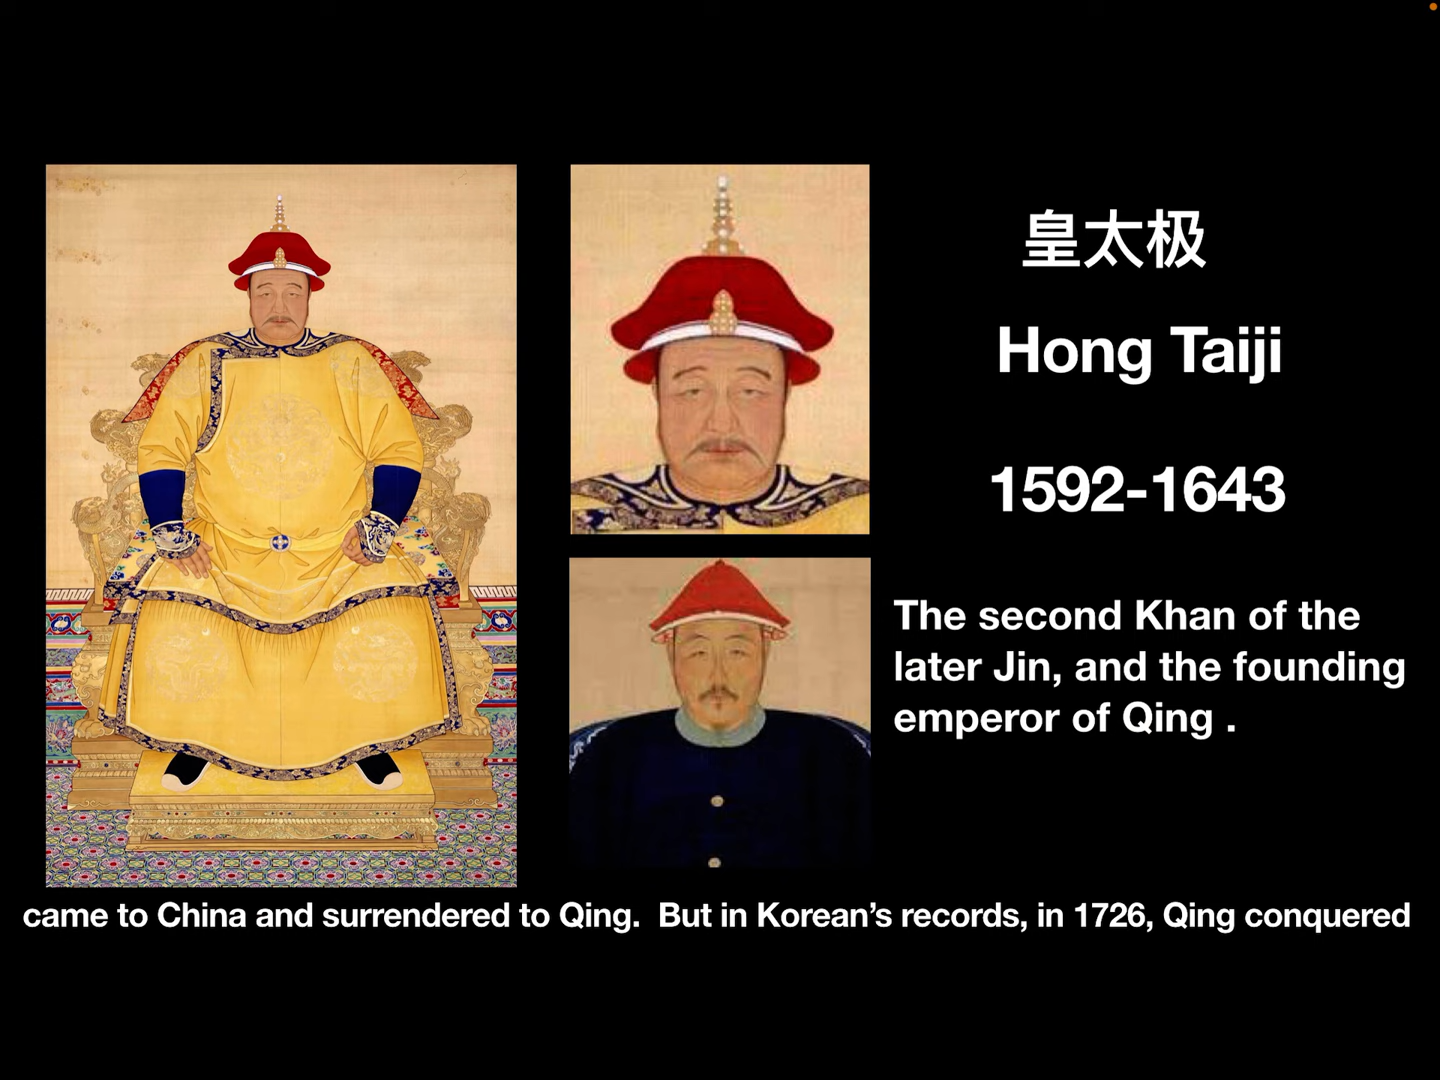 皇太极
Hong Taiji
1592-1643
The second Khan of the
later Jin, and the founding
emperor of Qing .
came to China and surrendered to Qing.  But in Korean’s records, in 1726, Qing conquered